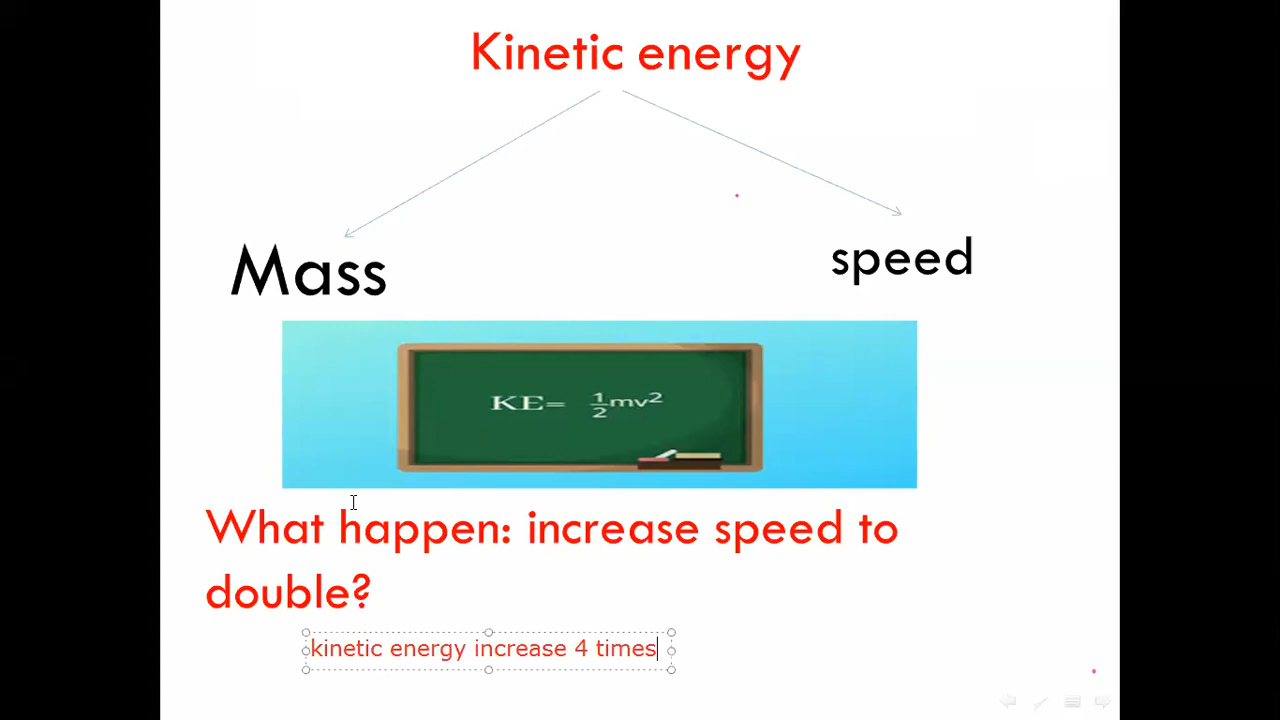 Kinetic energy
Mass
speed
KE= ½mv²
What happen: increase speed to
double?
kinetic energy increase 4 times